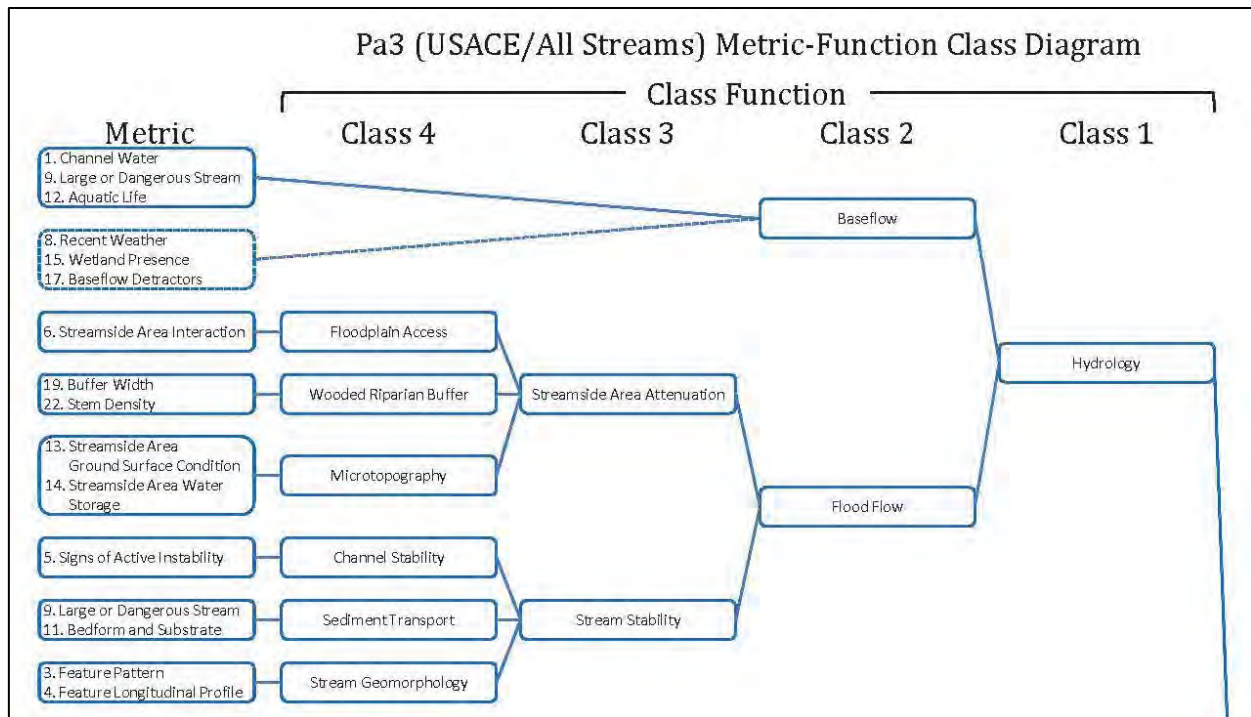 Pa3 (USACE/All Streams) Metric-Function Class Diagram
Class Function
Metric
Class 4
Class 3
Class 2
Class 1
1. Channel Water
9. Large or Dangerous Stream
12. Aquatic Life
Baseflow
8. Recent Weather
15. Wetland Presence
17. Baseflow Detractors
6. Streamside Area Interaction
Floodplain Access
Hydrology
19. Buffer Width
22. Stem Density
Wooded Riparian Buffer
Streamside Area Attenuation
13. Streamside Area
Ground Surface Condition
14. Streamside Area Water
Storage
Microtopography
Flood Flow
5. Signs of Active Instability
Channel Stability
9. Large or Dangerous Stream
11. Bedform and Substrate
Sediment Transport
Stream Stability
3. Feature Pattern
4. Feature Longitudinal Profile
Stream Geomorphology